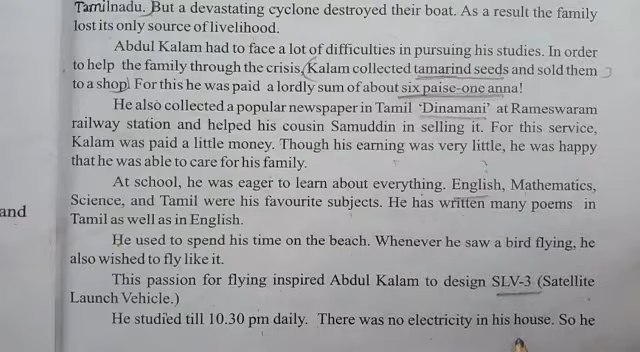 Tamilnadu. But a devastating cyclone destroyed their boat. As a result the family
lost its only source of livelihood.
Abdul Kalam had to face a lot of difficulties in pursuing his studies. In order
to help the family through the crisis, Kalam collected tamarind seeds and sold them
to a shop. For this he was paid a lordly sum of about six paise-one anna!
He also collected a popular newspaper in Tamil 'Dinamani' at Rameswaram
railway station and helped his cousin Samuddin in selling it. For this service,
Kalam was paid a little money. Though his earning was very little, he was happy
that he was able to care for his family.
At school, he was eager to learn about everything. English, Mathematics,
Science, and Tamil were his favourite subjects. He has written many poems in
Tamil as well as in English.
and
He used to spend his time on the beach. Whenever he saw a bird flying, he
also wished to fly like it.
This passion for flying inspired Abdul Kalam to design SLV-3 (Satellite
Launch Vehicle.)
He studied till 10.30 pm daily. There was no electricity in his house. So he